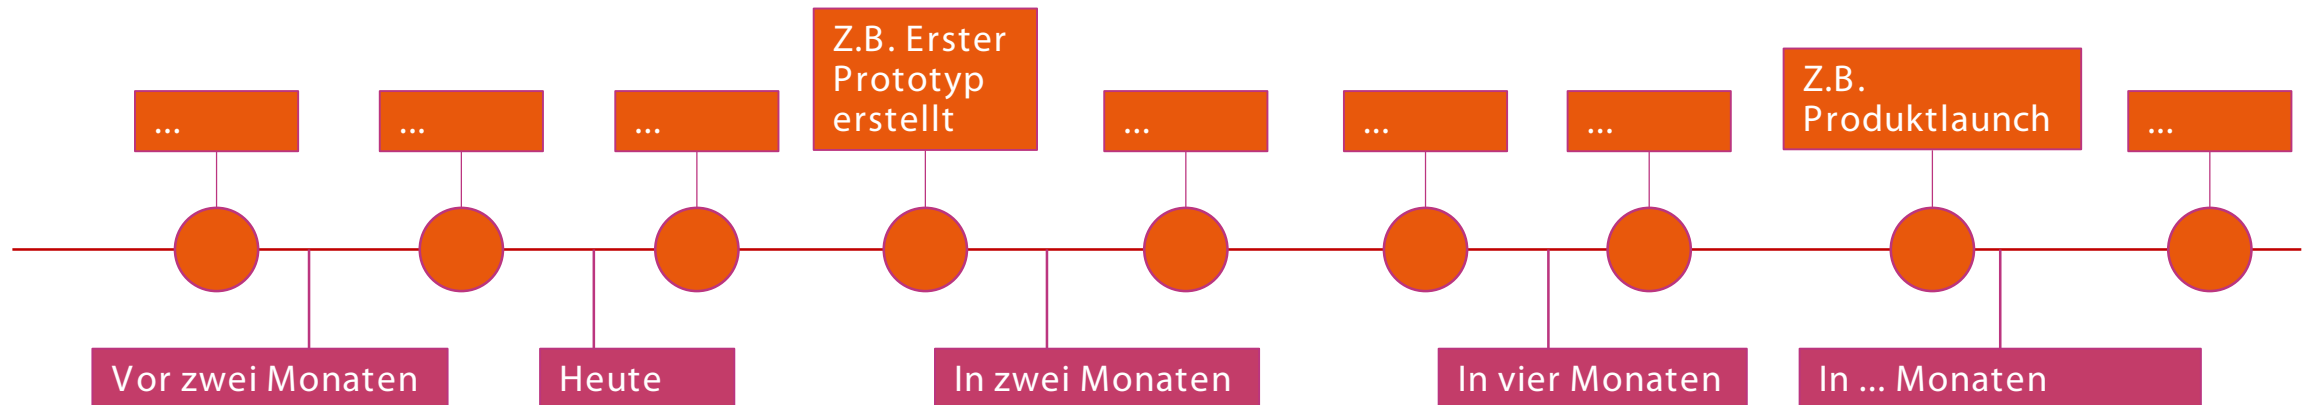 ...
...
...
Z.B. Erster
Prototyp
erstellt
...
...
...
Z.B.
Produktlaunch
...
Vor zwei Monaten
Heute
In zwei Monaten
In vier Monaten
In ... Monaten